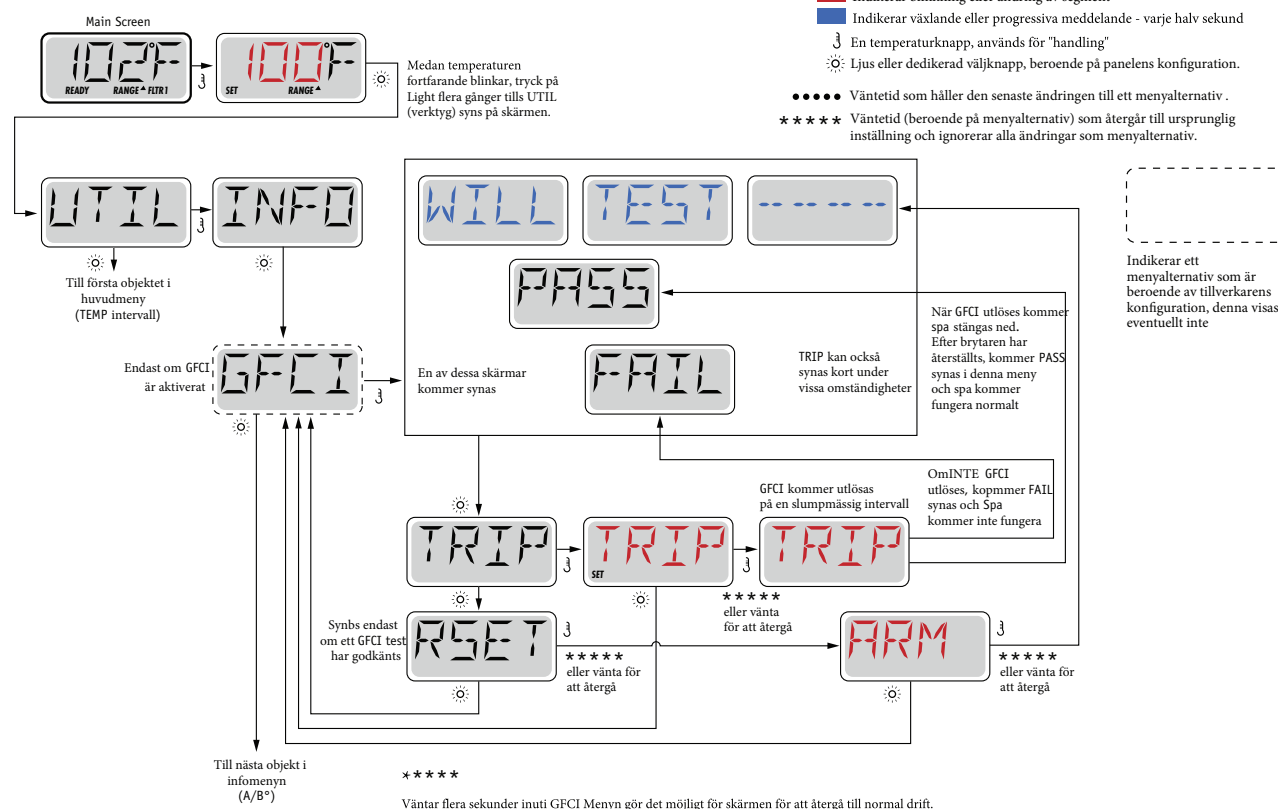 Main Screen
102°F
READY RANGE FLTR1
100°F
SET RANGE
Medan temperaturen
fortfarande blinkar, tryck på
Light flera gånger tills UTIL
(verktyg) syns på skärmen.
Indikerar växlande eller progressiva meddelande - varje halv sekund
En temperaturknapp, används för "handling"
Ljus eller dedikerad väljknapp, beroende på panelens konfiguration.
••••• Väntetid som håller den senaste ändringen till ett menyalternativ .
***** Väntetid (beroende på menyalternativ) som återgår till ursprunglig
inställning och ignorerar alla ändringar som menyalternativ.
UTIL
INFO
WILL
TEST
-- -- -- --
PASS
Till första objektet i
huvudmeny
(TEMP intervall)
Indikerar ett
menyalternativ som är
beroende av tillverkarens
konfiguration, denna visas
eventuellt inte
Endast om GFCI
är aktiverat
GFCI
En av dessa skärmar
kommer synas
FAIL
TRIP kan också
synas kort under
vissa omständigheter
När GFCI utlöses kommer
spa stängas ned.
Efter brytaren har
återställts, kommer PASS
synas i denna meny
och spa kommer
fungera normalt
OmINTE GFCI
utlöses, kopmmer FAIL
synas och Spa
kommer inte fungera
GFCI kommer utlösas
på en slumpmässig intervall
TRIP
TRIP
SET
TRIP
*****
eller vänta
för att återgå
Synbs endast
om ett GFCI test
har godkänts
RSET
*****
eller vänta för
att återgå
ARM
*****
eller vänta för
att återgå
Till nästa objekt i
infomenyn
(A/B°)
*****
Väntar flera sekunder inuti GFCI Menyn gör det möjligt för skärmen för att återgå till normal drift.